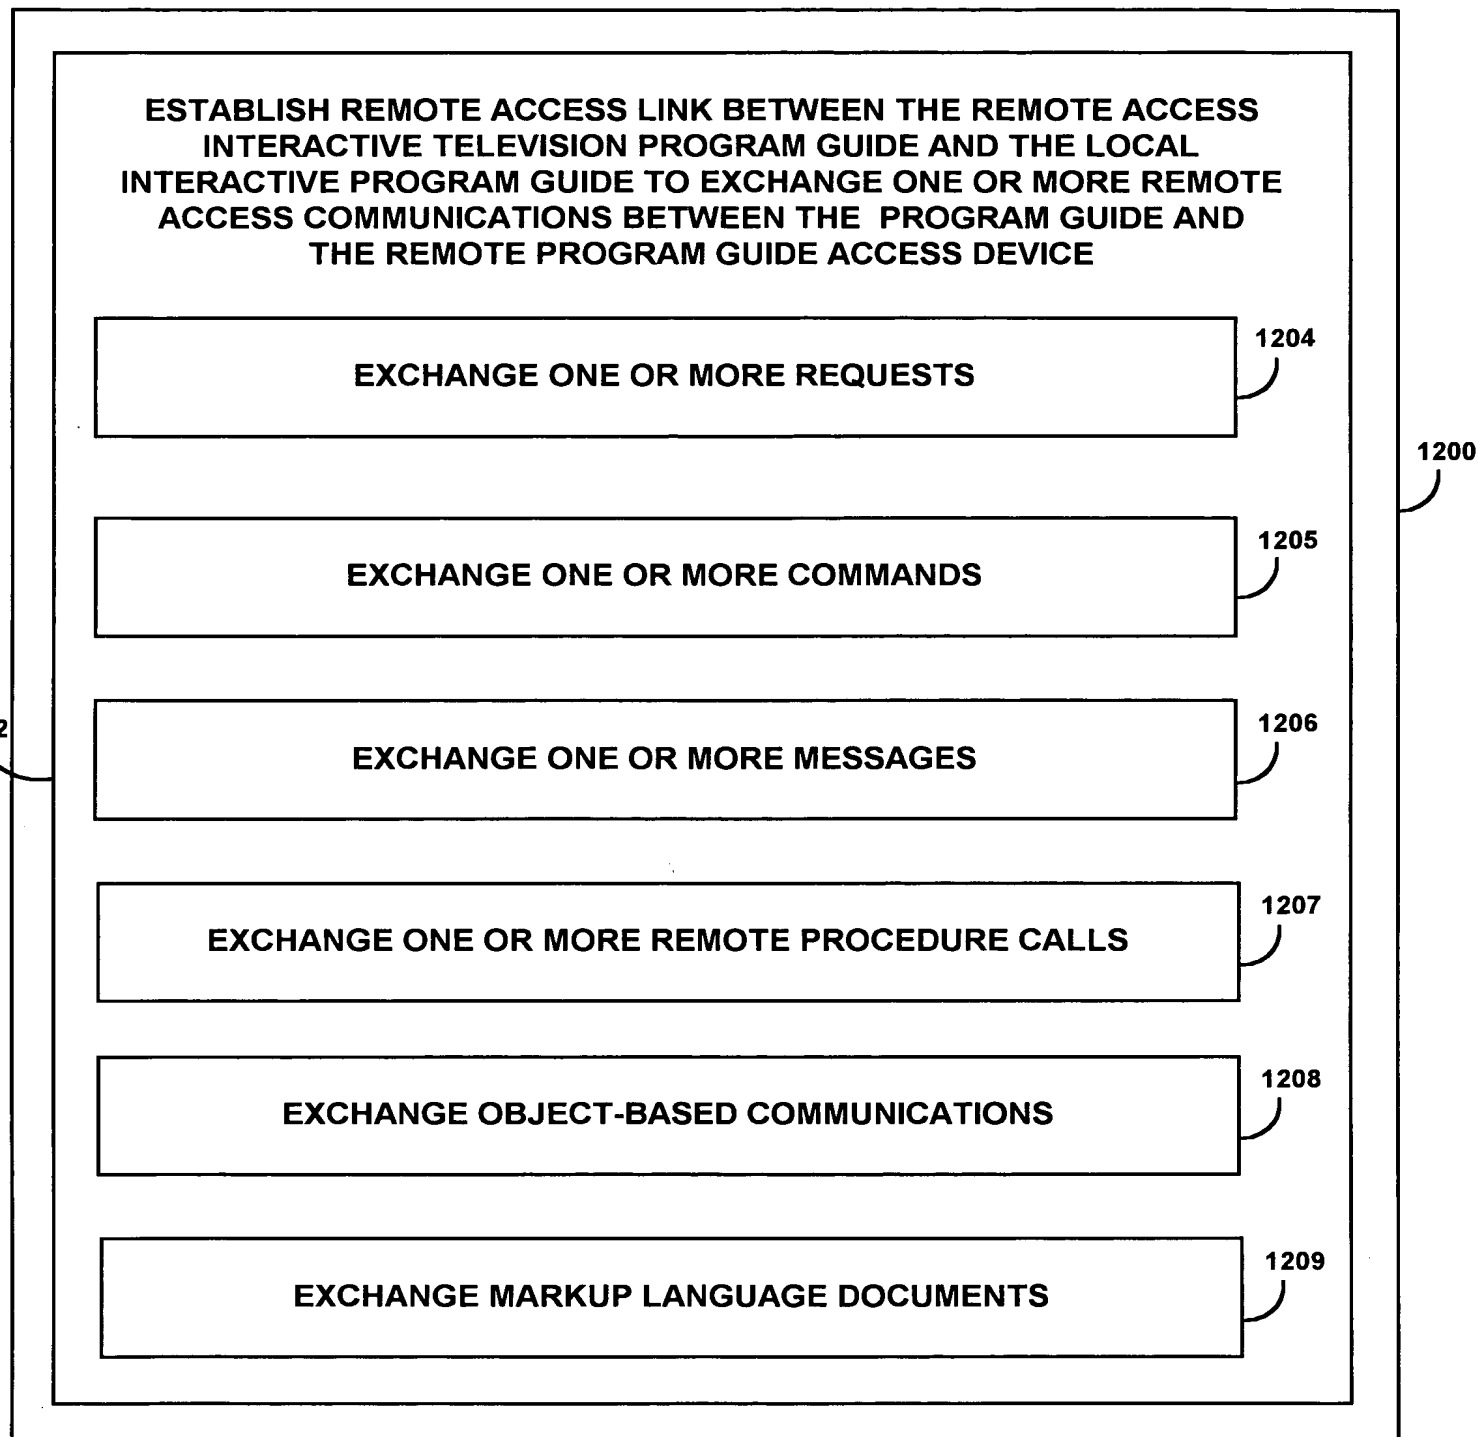 ESTABLISH REMOTE ACCESS LINK BETWEEN THE REMOTE ACCESS
INTERACTIVE TELEVISION PROGRAM GUIDE AND THE LOCAL
INTERACTIVE PROGRAM GUIDE TO EXCHANGE ONE OR MORE REMOTE
ACCESS COMMUNICATIONS BETWEEN THE PROGRAM GUIDE AND
THE REMOTE PROGRAM GUIDE ACCESS DEVICE
1204
EXCHANGE ONE OR MORE REQUESTS
1200
1205
EXCHANGE ONE OR MORE COMMANDS
1206
2
EXCHANGE ONE OR MORE MESSAGES
1207
EXCHANGE ONE OR MORE REMOTE PROCEDURE CALLS
1208
EXCHANGE OBJECT-BASED COMMUNICATIONS
1209
EXCHANGE MARKUP LANGUAGE DOCUMENTS